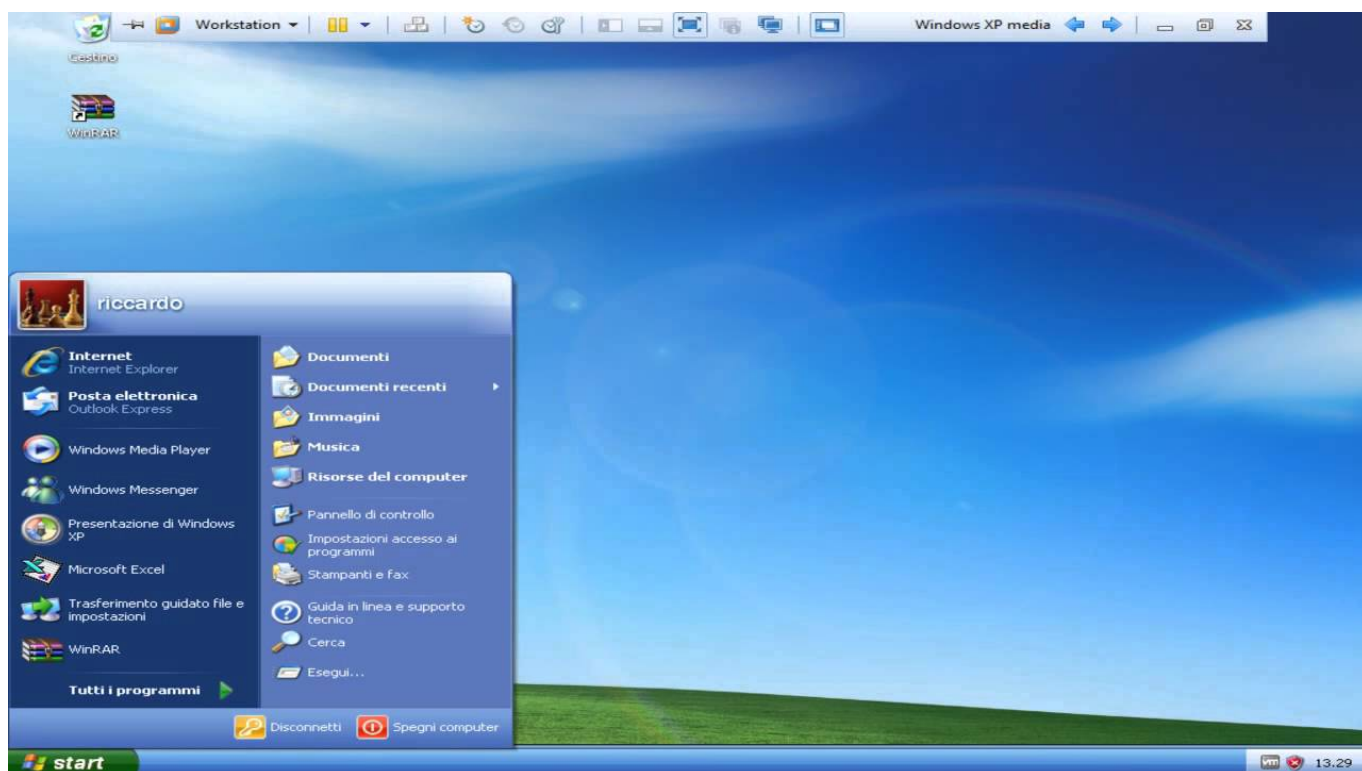 Workstation
Windows XP media
Cestino
WinRAR
riccardo
Internet
Internet Explorer
Posta elettronica
Outlook Express
Windows Media Player
Windows Messenger
Presentazione di Windows
XP
Microsoft Excel
Trasferimento guidato file e
impostazioni
WinRAR
Tutti i programmi
Documenti
Documenti recenti
Immagini
Musica
Risorse del computer
Pannello di controllo
Impostazioni accesso ai
programmi
Stampanti e fax
Guida in linea e supporto
tecnico
Cerca
Esegui...
Disconnetti
Spegni computer
start
vm
13.29